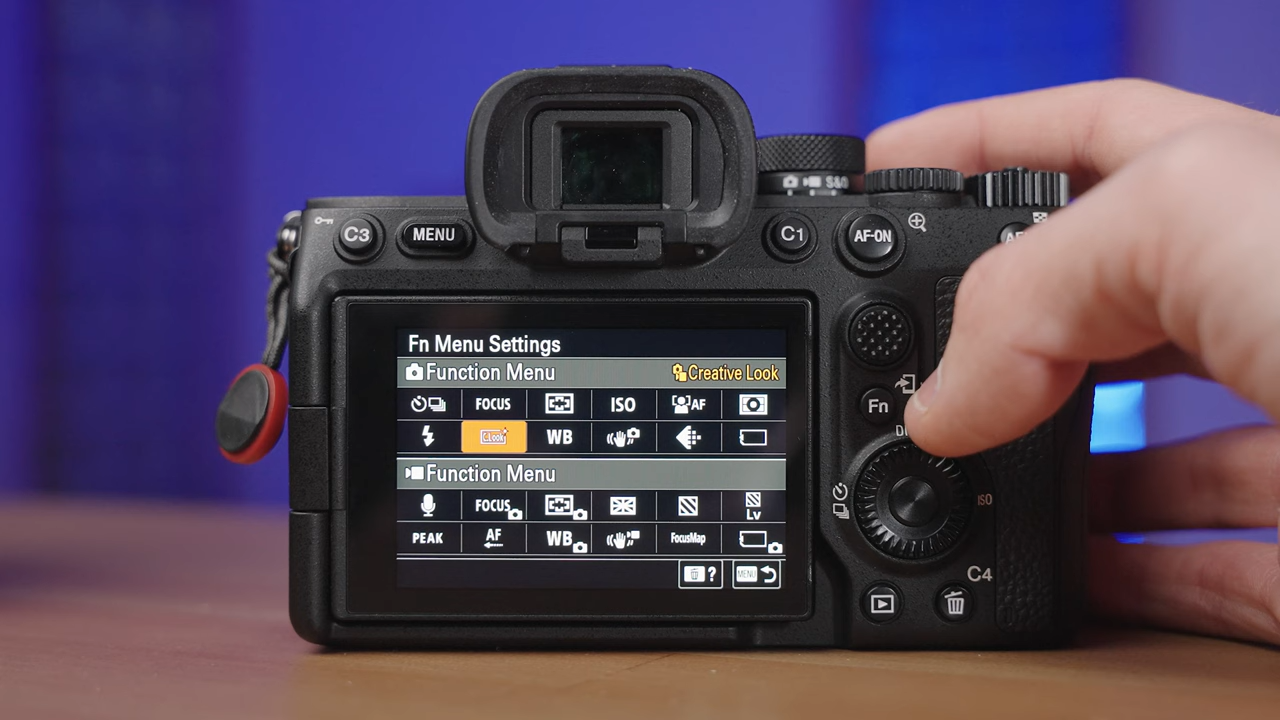 S&Q
C3
MENU
C1
AF-ON
Fn Menu Settings
Function Menu
Creative Look
FOCUS
ISO
AF
C.Look
WB
Function Menu
FOCUS
Lv
PEAK
AF
WB
FocusMap
?
MENU
Fn
ISO
C4